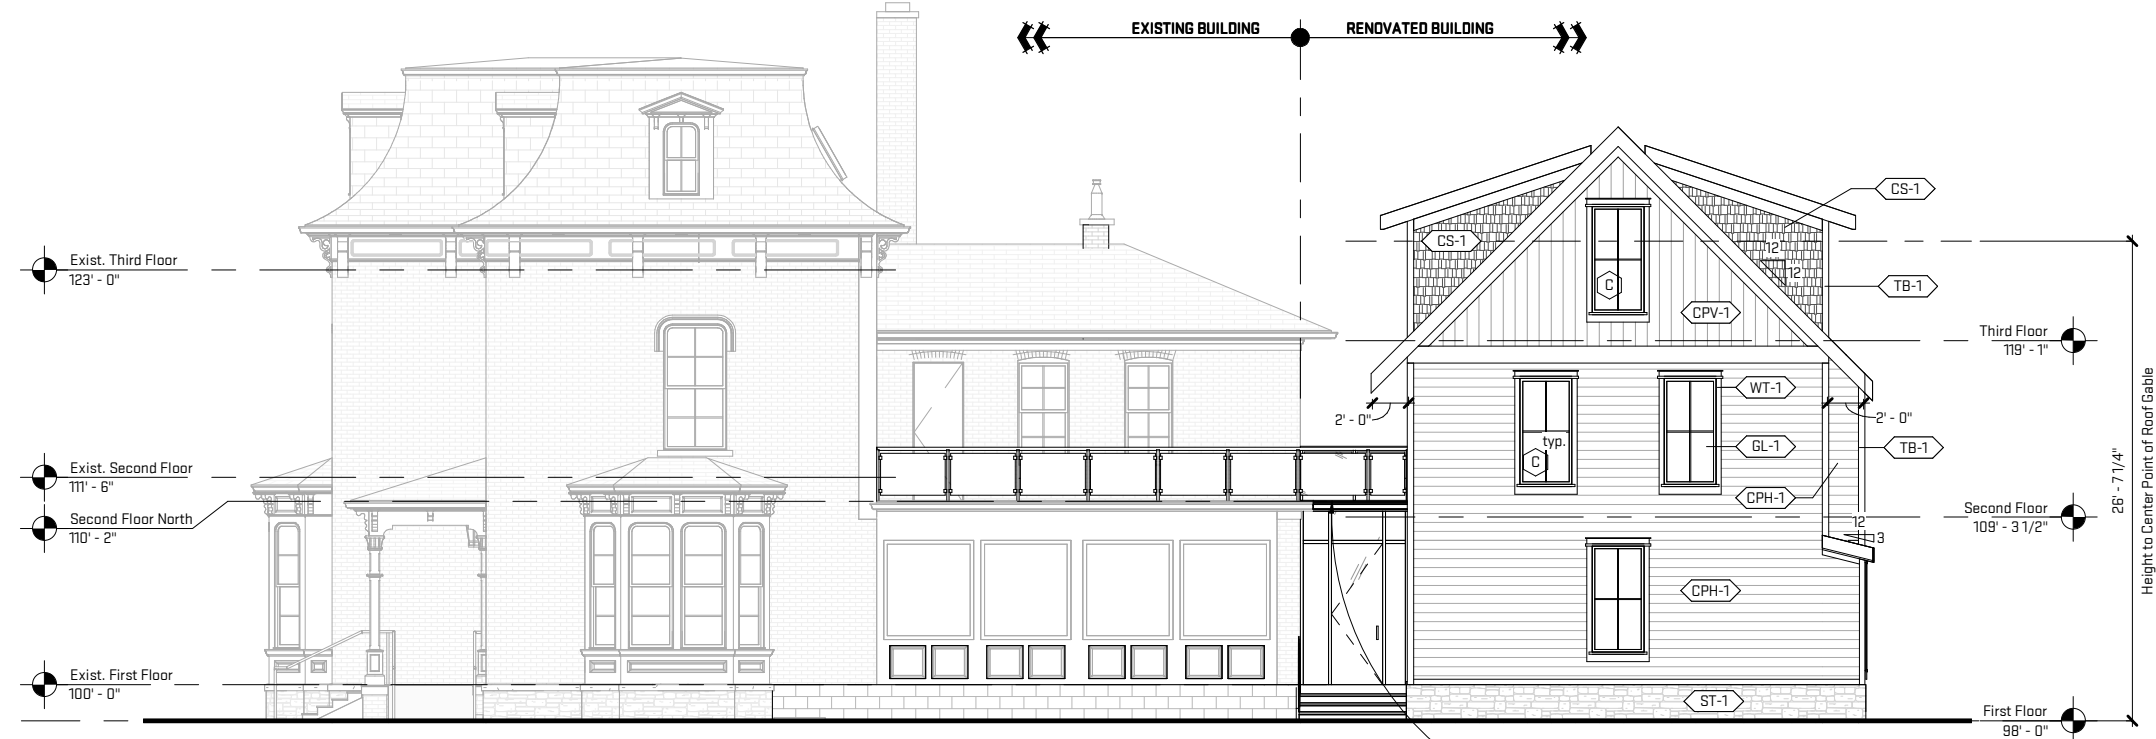 EXISTING BUILDING
RENOVATED BUILDING
CS-1
CS-1
12
12
Exist. Third Floor
123' - 0"
TB-1
CPV-1
C
Third Floor
119' - 1"
WT-1
2' - 0"
2' - 0"
typ.
C
GL-1
TB-1
Exist. Second Floor
111' - 6"
CPH-1
Second Floor North
110' - 2"
12
3
Second Floor
109' - 3 1/2"
26' - 7 1/4"
Height to Center Point of Roof Gable
CPH-1
Exist. First Floor
100' - 0"
ST-1
First Floor
98' - 0"